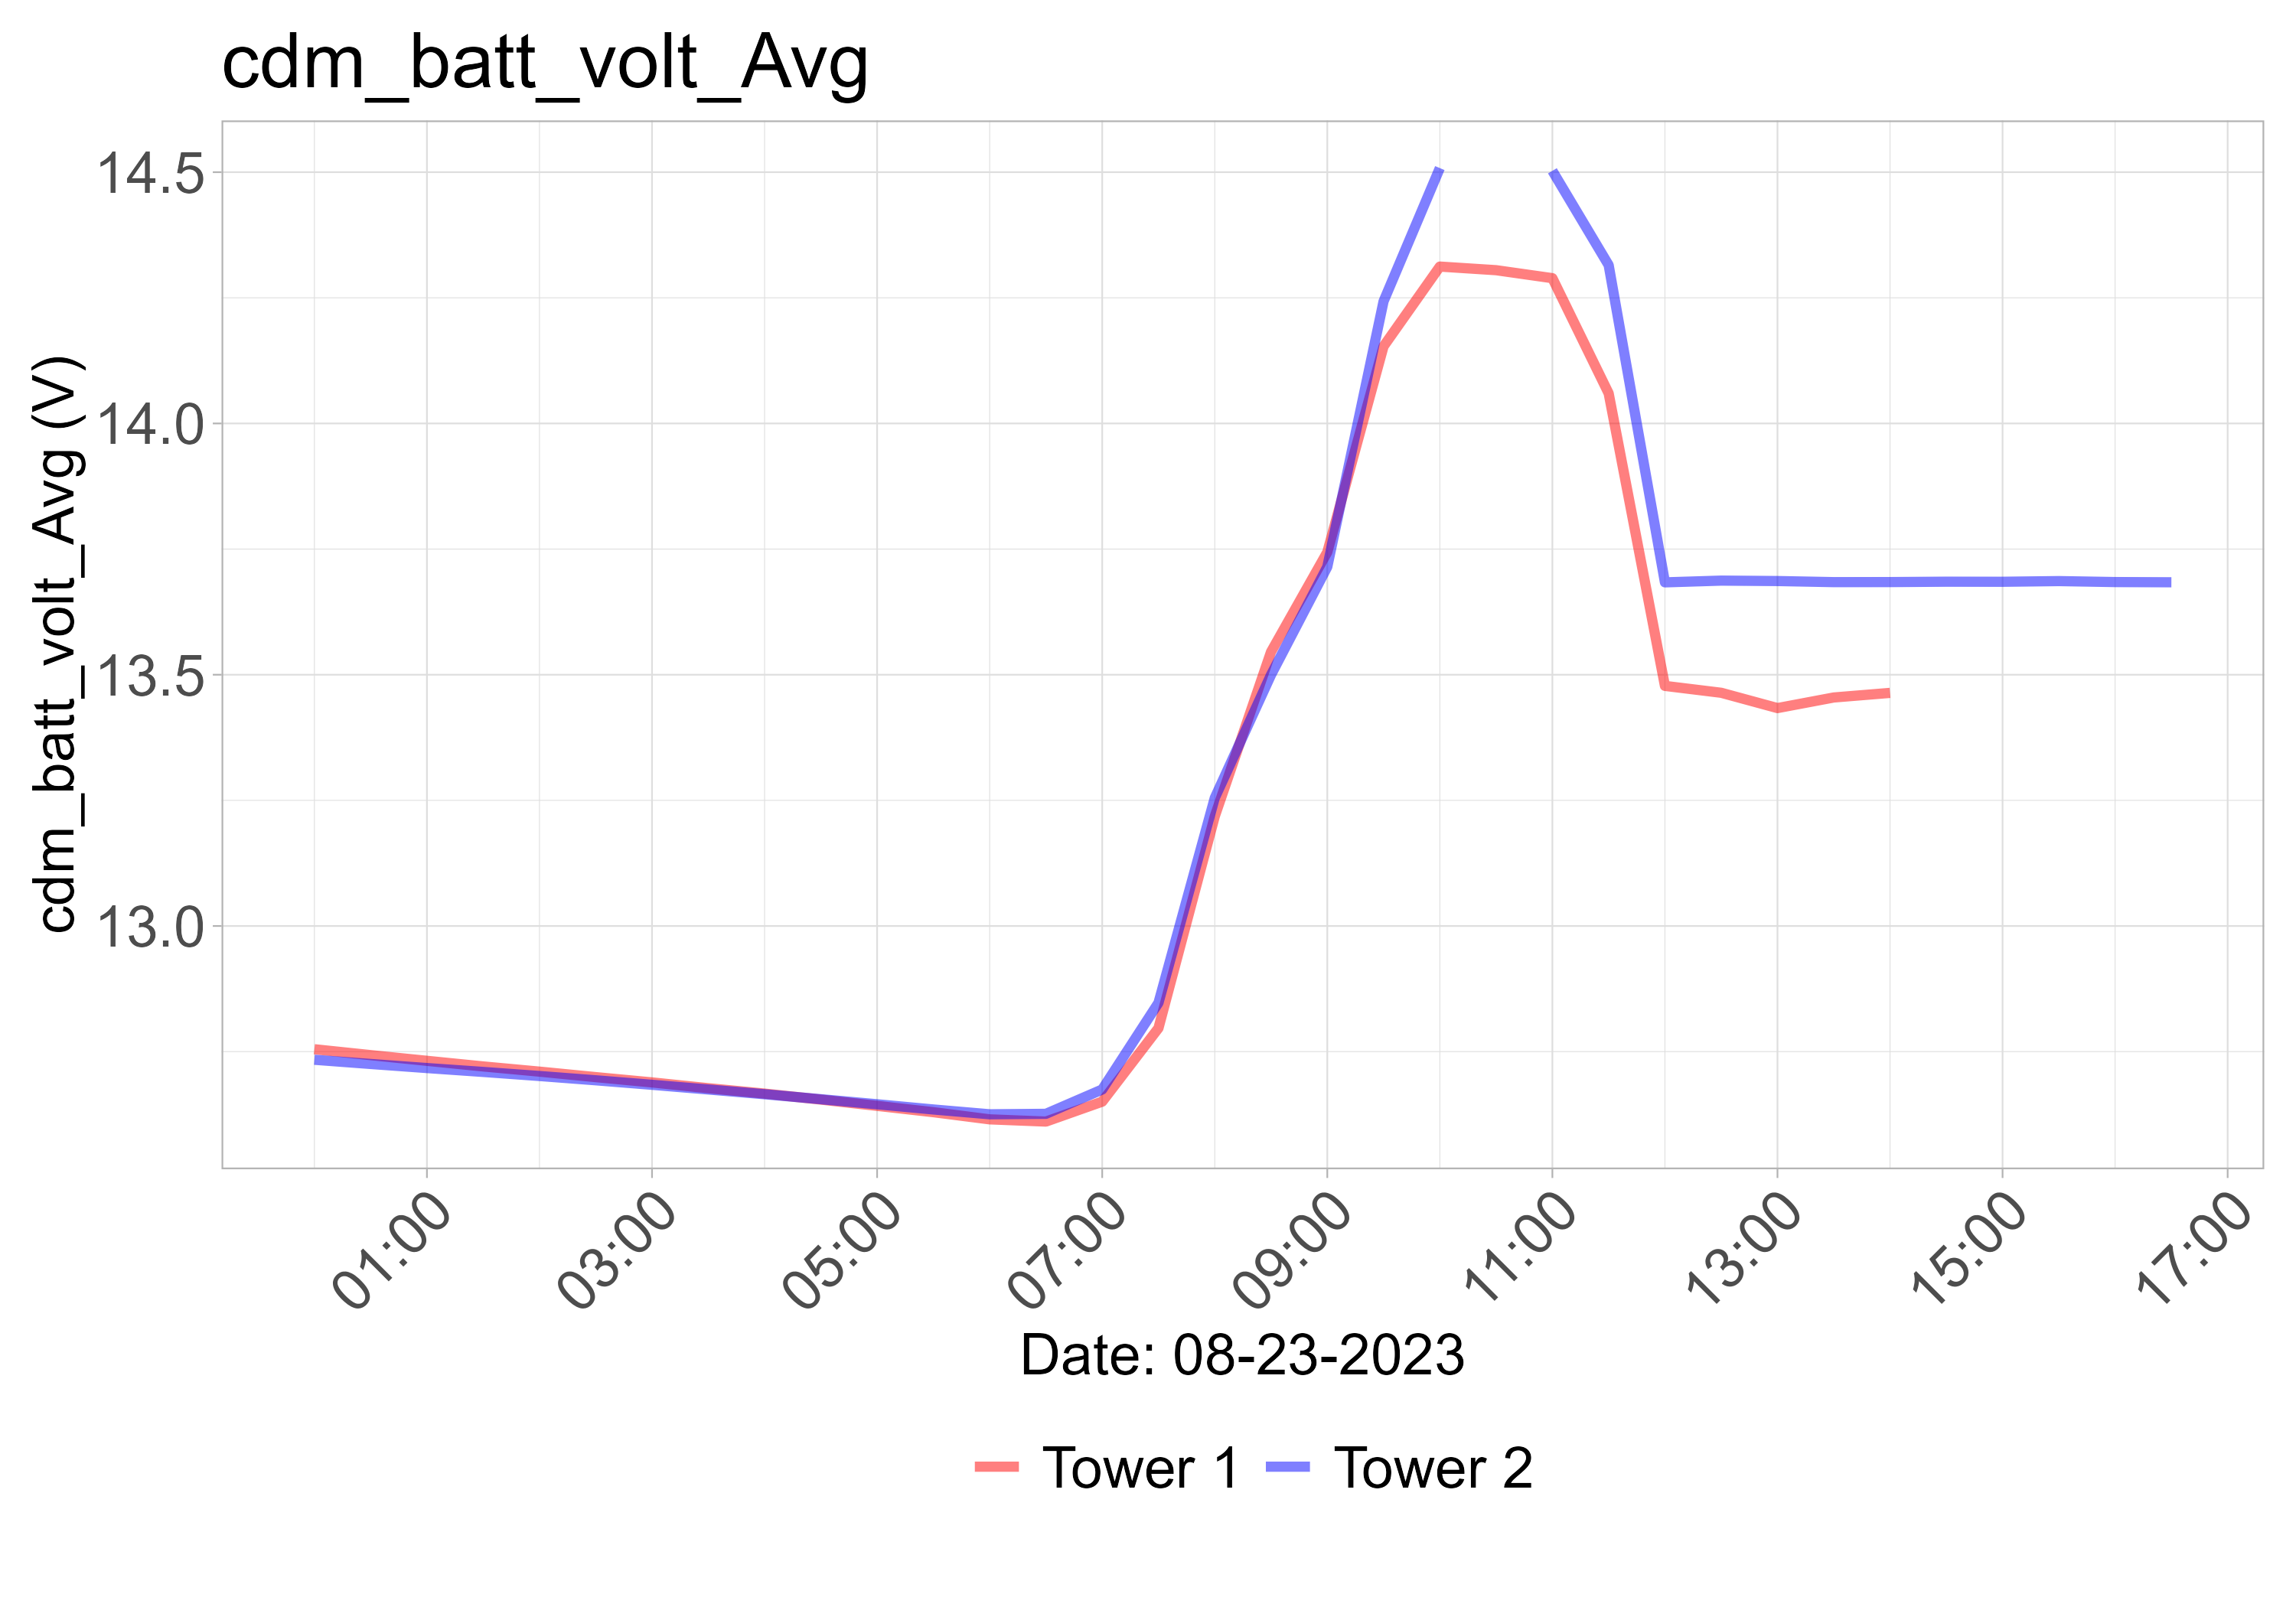 cdm_batt_volt_Avg
cdm_batt_volt_Avg (V)
14.5
14.0
13.5
13.0
01:00 03:00 05:00 07:00 09:00 11:00 13:00 15:00 17:00
Date: 08-23-2023
Tower 1 Tower 2